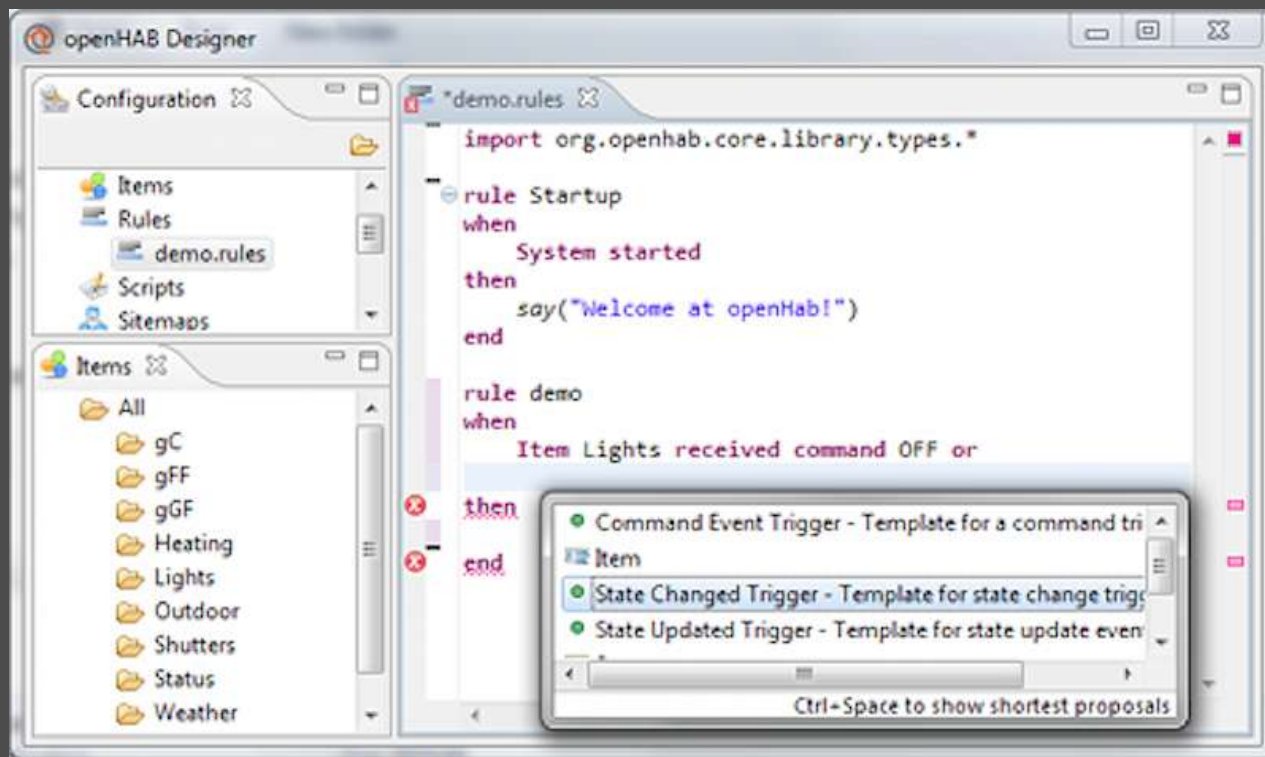 openHAB Designer
Configuration
Items
Rules
demo.rules
Scripts
Sitemaps
Items
All
gC
gFF
gGF
Heating
Lights
Outdoor
Shutters
Status
Weather
*demo.rules
import org.openhab.core.library.types.*
rule Startup
when
System started
then
say("Welcome at openHab!")
end
rule demo
when
Item Lights received command OFF or
then
end
Command Event Trigger - Template for a command tri
Item
State Changed Trigger - Template for state change trigg
State Updated Trigger - Template for state update even
Ctrl+Space to show shortest proposals